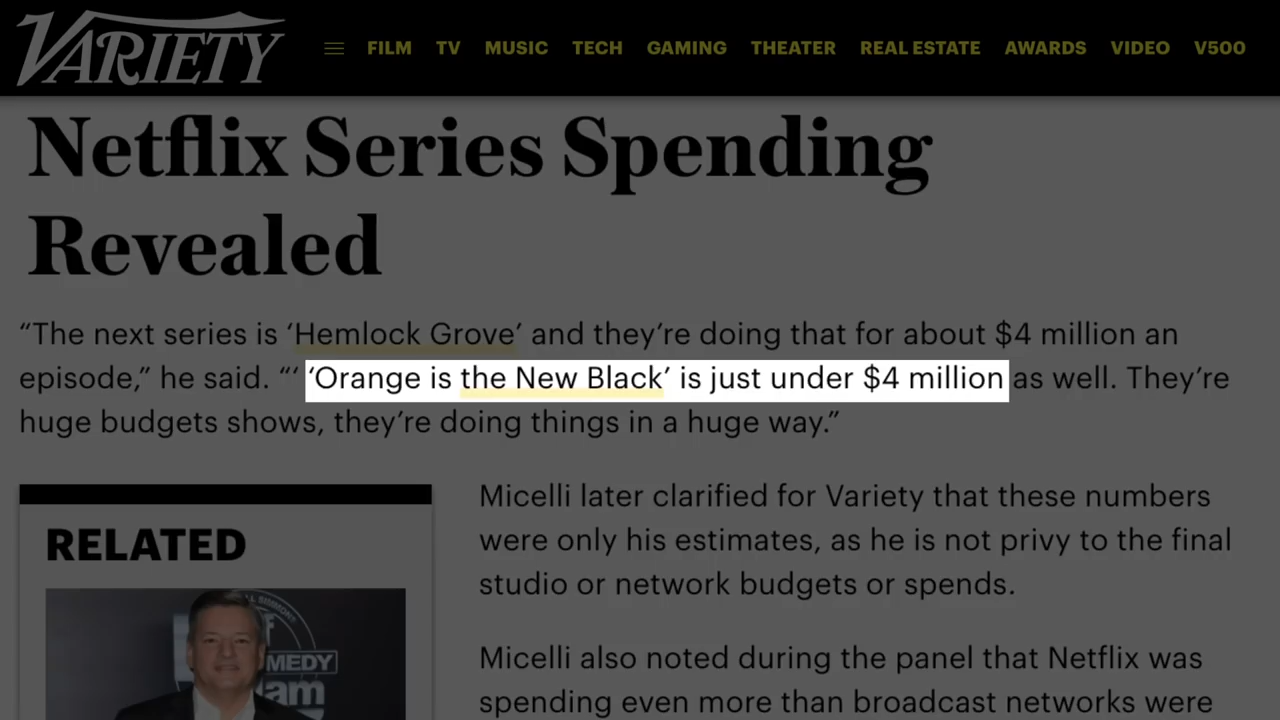 VARIETY
FILM TV MUSIC TECH GAMING THEATER REAL ESTATE AWARDS VIDEO V500
Netflix Series Spending
Revealed
“The next series is ‘Hemlock Grove’ and they’re doing that for about $4 million an
episode,” he said. “‘ ‘Orange is the New Black’ is just under $4 million as well. They’re
huge budgets shows, they’re doing things in a huge way.”
Micelli later clarified for Variety that these numbers
were only his estimates, as he is not privy to the final
studio or network budgets or spends.
Micelli also noted during the panel that Netflix was
spending even more than broadcast networks were
RELATED
ALL SIMMONS
F
MEDY
am